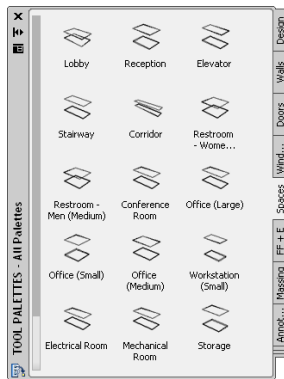 Lobby
Reception
Elevator
Stairway
Corridor
Restroom
- Wome...
Restroom -
Men (Medium)
Conference
Room
Office (Large)
Office (Small)
Office
(Medium)
Workstation
(Small)
Electrical Room
Mechanical
Room
Storage
TOOL PALETTES - All Palettes
Design
Walls
Doors
Wind...
Spaces
FF + E
Massing
Annot...